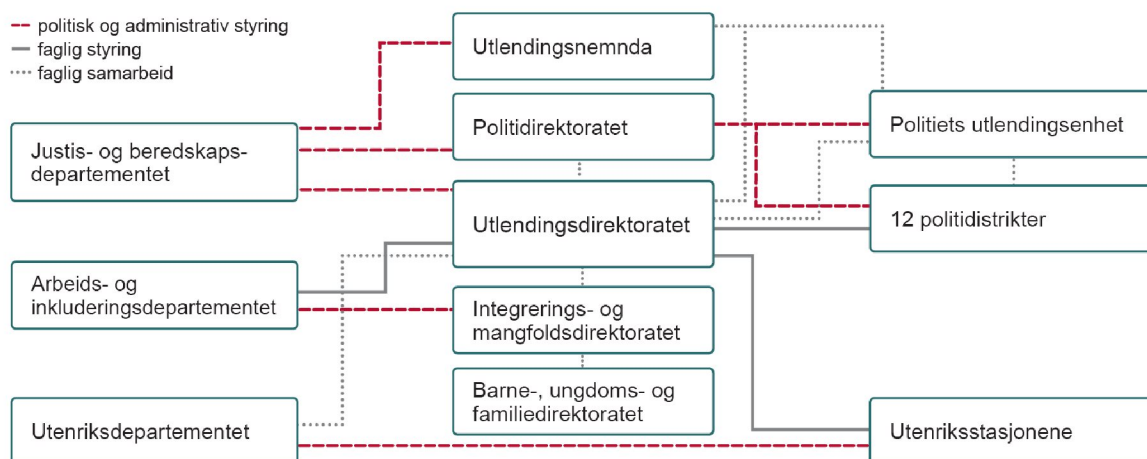 politisk og administrativ styring
faglig styring
faglig samarbeid
Justis- og beredskaps-
departementet
Arbeids- og
inkluderingsdepartementet
Utenriksdepartementet
Utlendingsnemnda
Politidirektoratet
Utlendingsdirektoratet
Integrerings- og
mangfoldsdirektoratet
Barne-, ungdoms- og
familiedirektoratet
Politiets utlendingsenhet
12 politidistrikter
Utenriksstasjonene